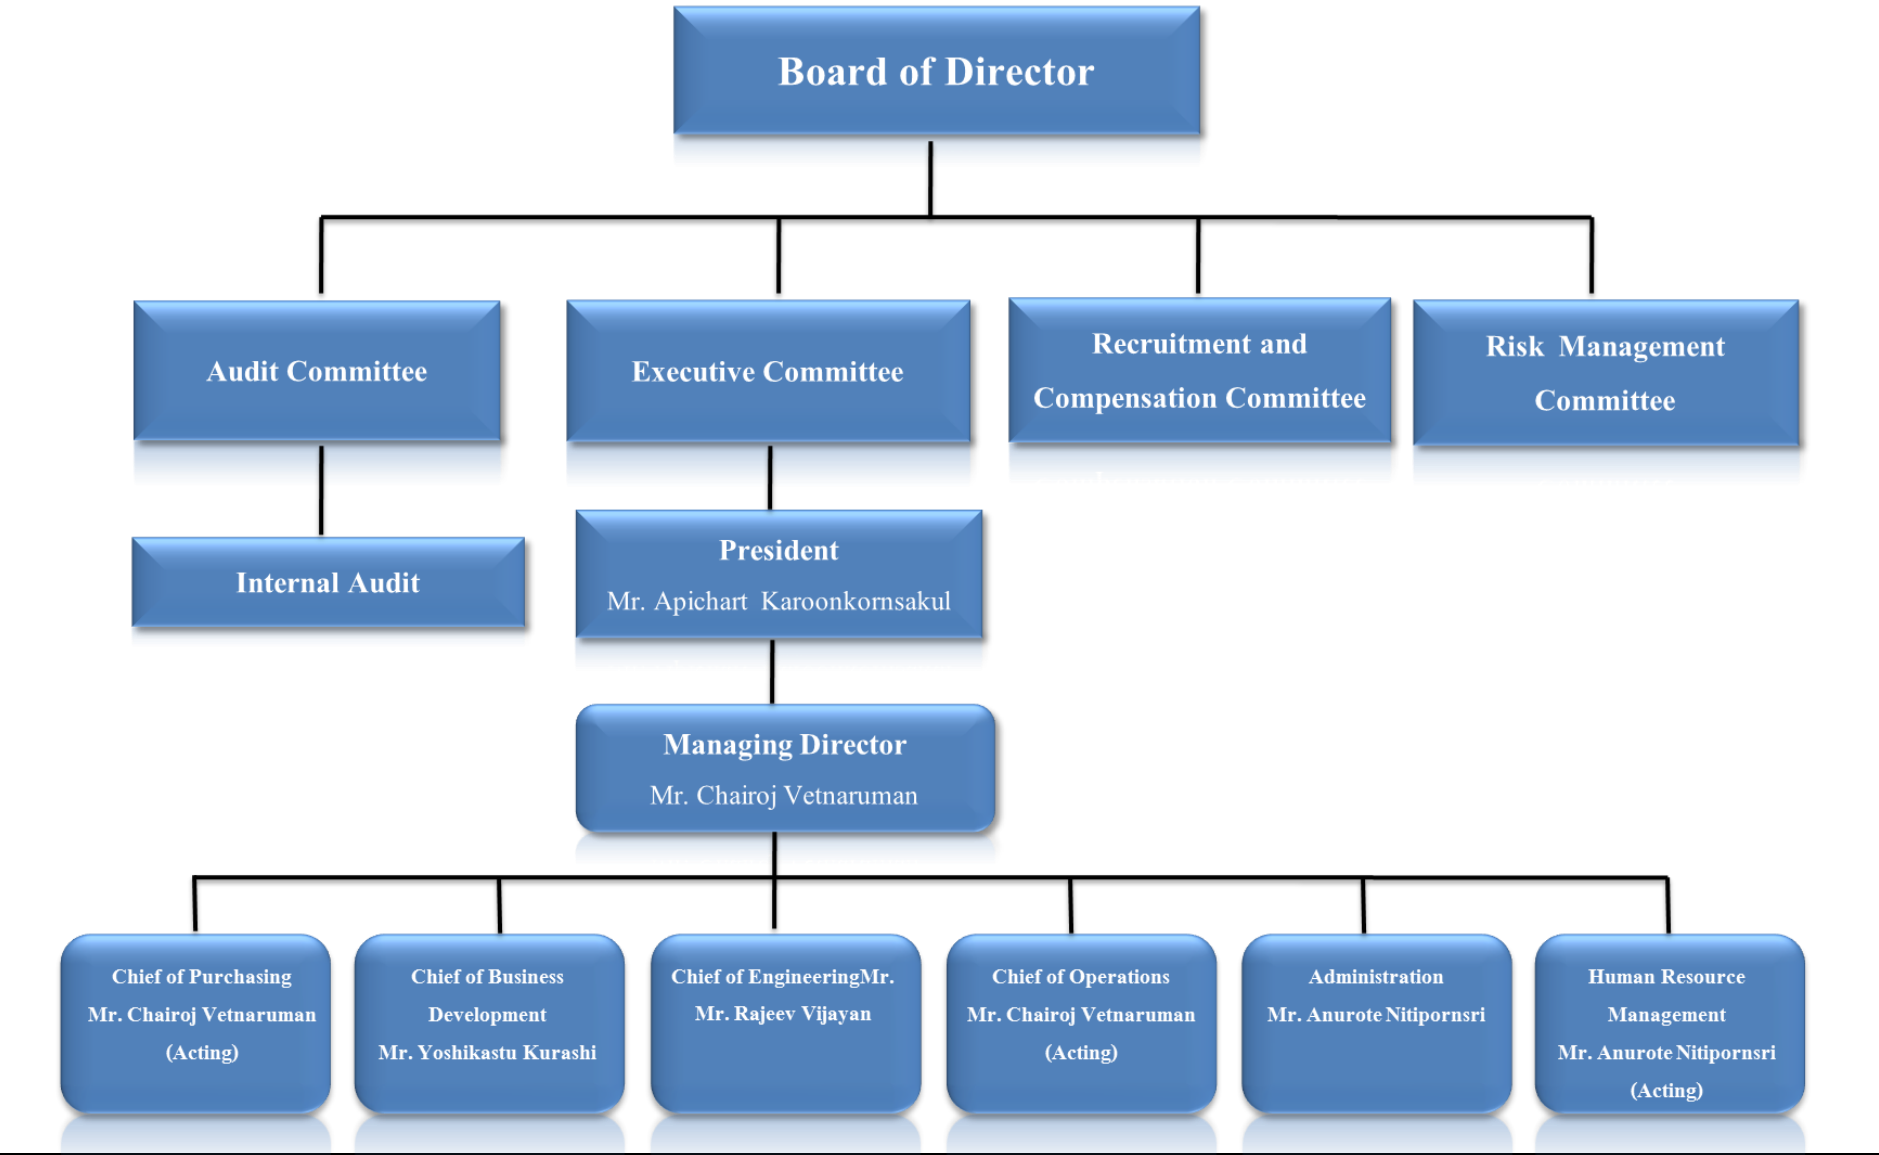 Board of Director
Audit Committee
Executive Committee
Recruitment and
Compensation Committee
Risk Management
Committee
Internal Audit
President
Mr. Apichart Karoonkornsakul
Managing Director
Mr. Chairoj Vetnaruman
Chief of Purchasing
Mr. Chairoj Vetnaruman
(Acting)
Chief of Business
Development
Mr. Yoshikastu Kurashi
Chief of EngineeringMr.
Mr. Rajeev Vijayan
Chief of Operations
Mr. Chairoj Vetnaruman
(Acting)
Administration
Mr. Anurote Nitipornsri
Human Resource
Management
Mr. Anurote Nitipornsri
(Acting)